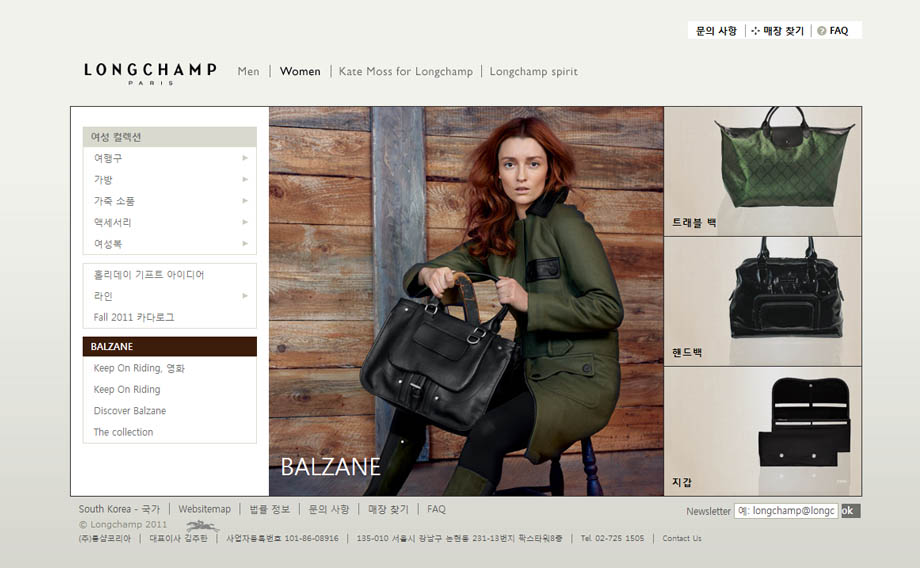 문의 사항 매장 찾기 ? FAQ
LONGCHAMP
PARIS
Men Women Kate Moss for Longchamp Longchamp spirit
여성 컬렉션
여행구
가방
가죽 소품
액세서리
여성복
홀리데이 기프트 아이디어
라인
Fall 2011 카다로그
BALZANE
Keep On Riding, 영화
Keep On Riding
Discover Balzane
The collection
BALZANE
트래블 백
핸드백
지갑
South Korea - 국가 Websitemap 법률 정보 문의 사항 매장 찾기 FAQ
Newsletter 예: longchamp@longc ok
© Longchamp 2011
(주)롱샴코리아 대표이사 김주한 사업자등록번호 101-86-08916 135-010 서울시 강남구 논현동 231-13번지 팍스타워8층 Tel. 02-725 1505 Contact Us